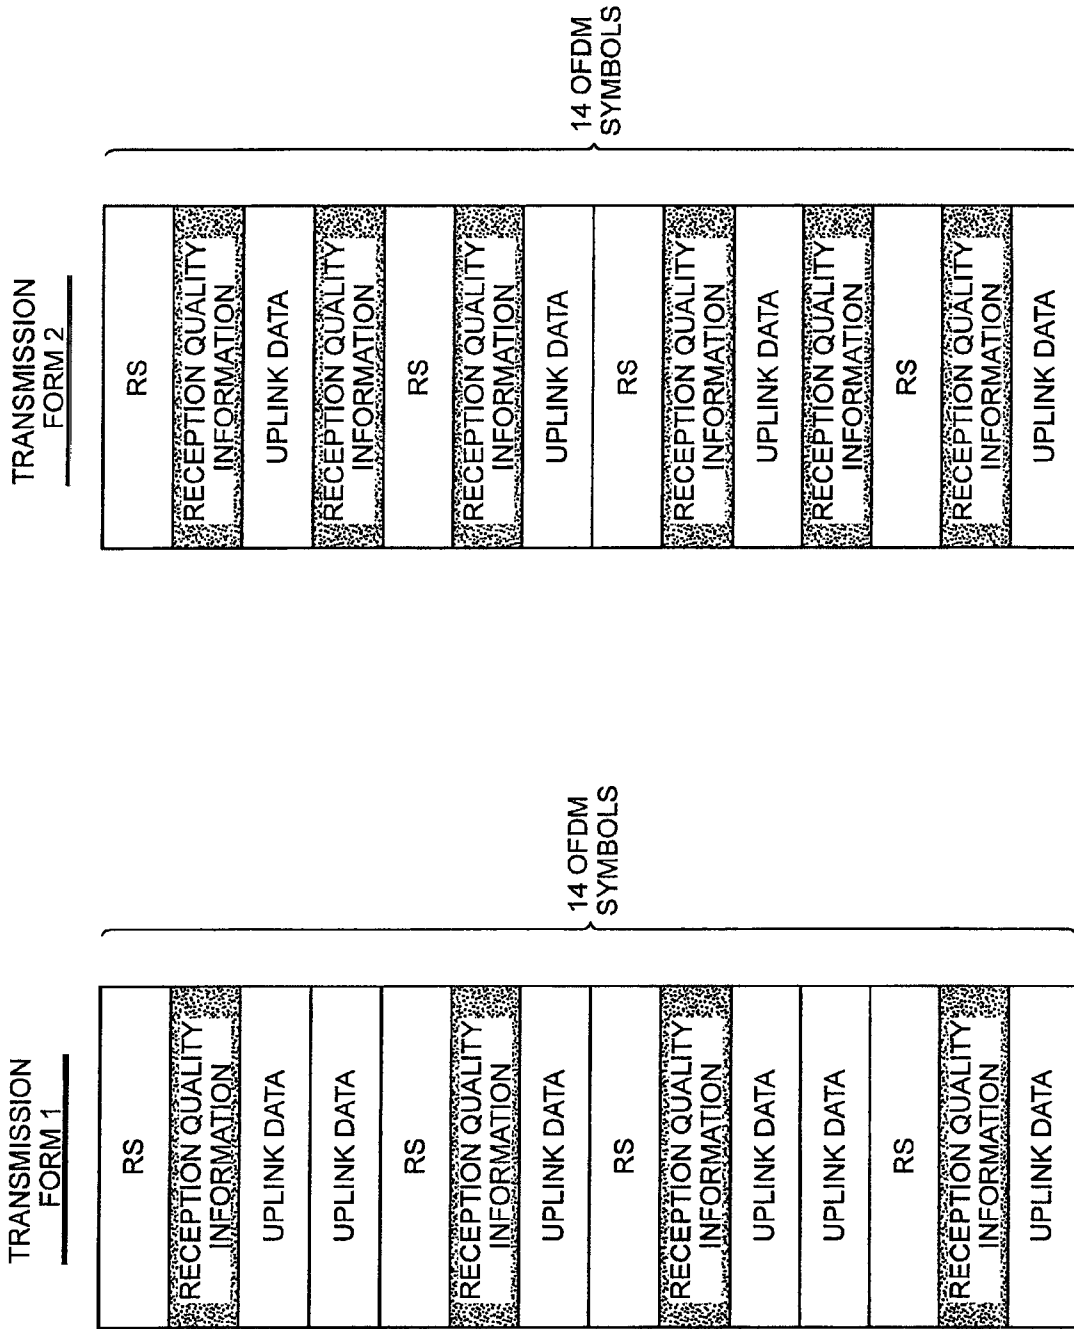 TRANSMISSION
FORM 1
RS
RECEPTION QUALITY
INFORMATION
UPLINK DATA
UPLINK DATA
RS
RECEPTION QUALITY
INFORMATION
UPLINK DATA
RS
RECEPTION QUALITY
INFORMATION
UPLINK DATA
UPLINK DATA
RS
RECEPTION QUALITY
INFORMATION
UPLINK DATA
14 OFDM
SYMBOLS
TRANSMISSION
FORM 2
RS
RECEPTION QUALITY
INFORMATION
UPLINK DATA
RECEPTION QUALITY
INFORMATION
RS
RECEPTION QUALITY
INFORMATION
UPLINK DATA
RS
RECEPTION QUALITY
INFORMATION
UPLINK DATA
RECEPTION QUALITY
INFORMATION
RS
RECEPTION QUALITY
INFORMATION
UPLINK DATA
14 OFDM
SYMBOLS